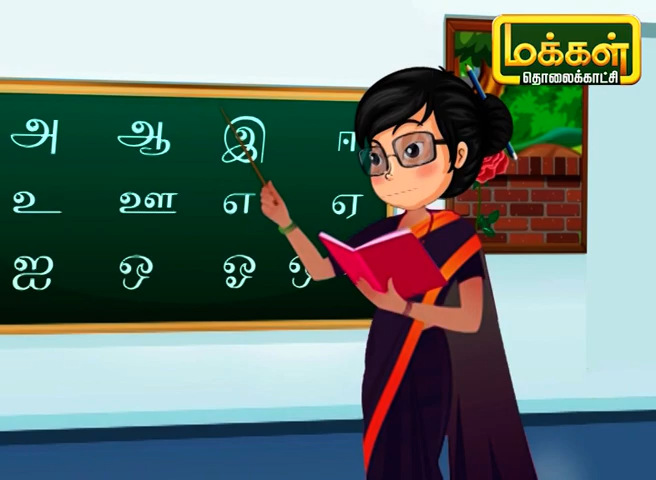 மக்கள்
தொலைக்காட்சி
அ ஆ இ ஈ
உ ஊ எ ஏ
ஐ ஒ ஓ